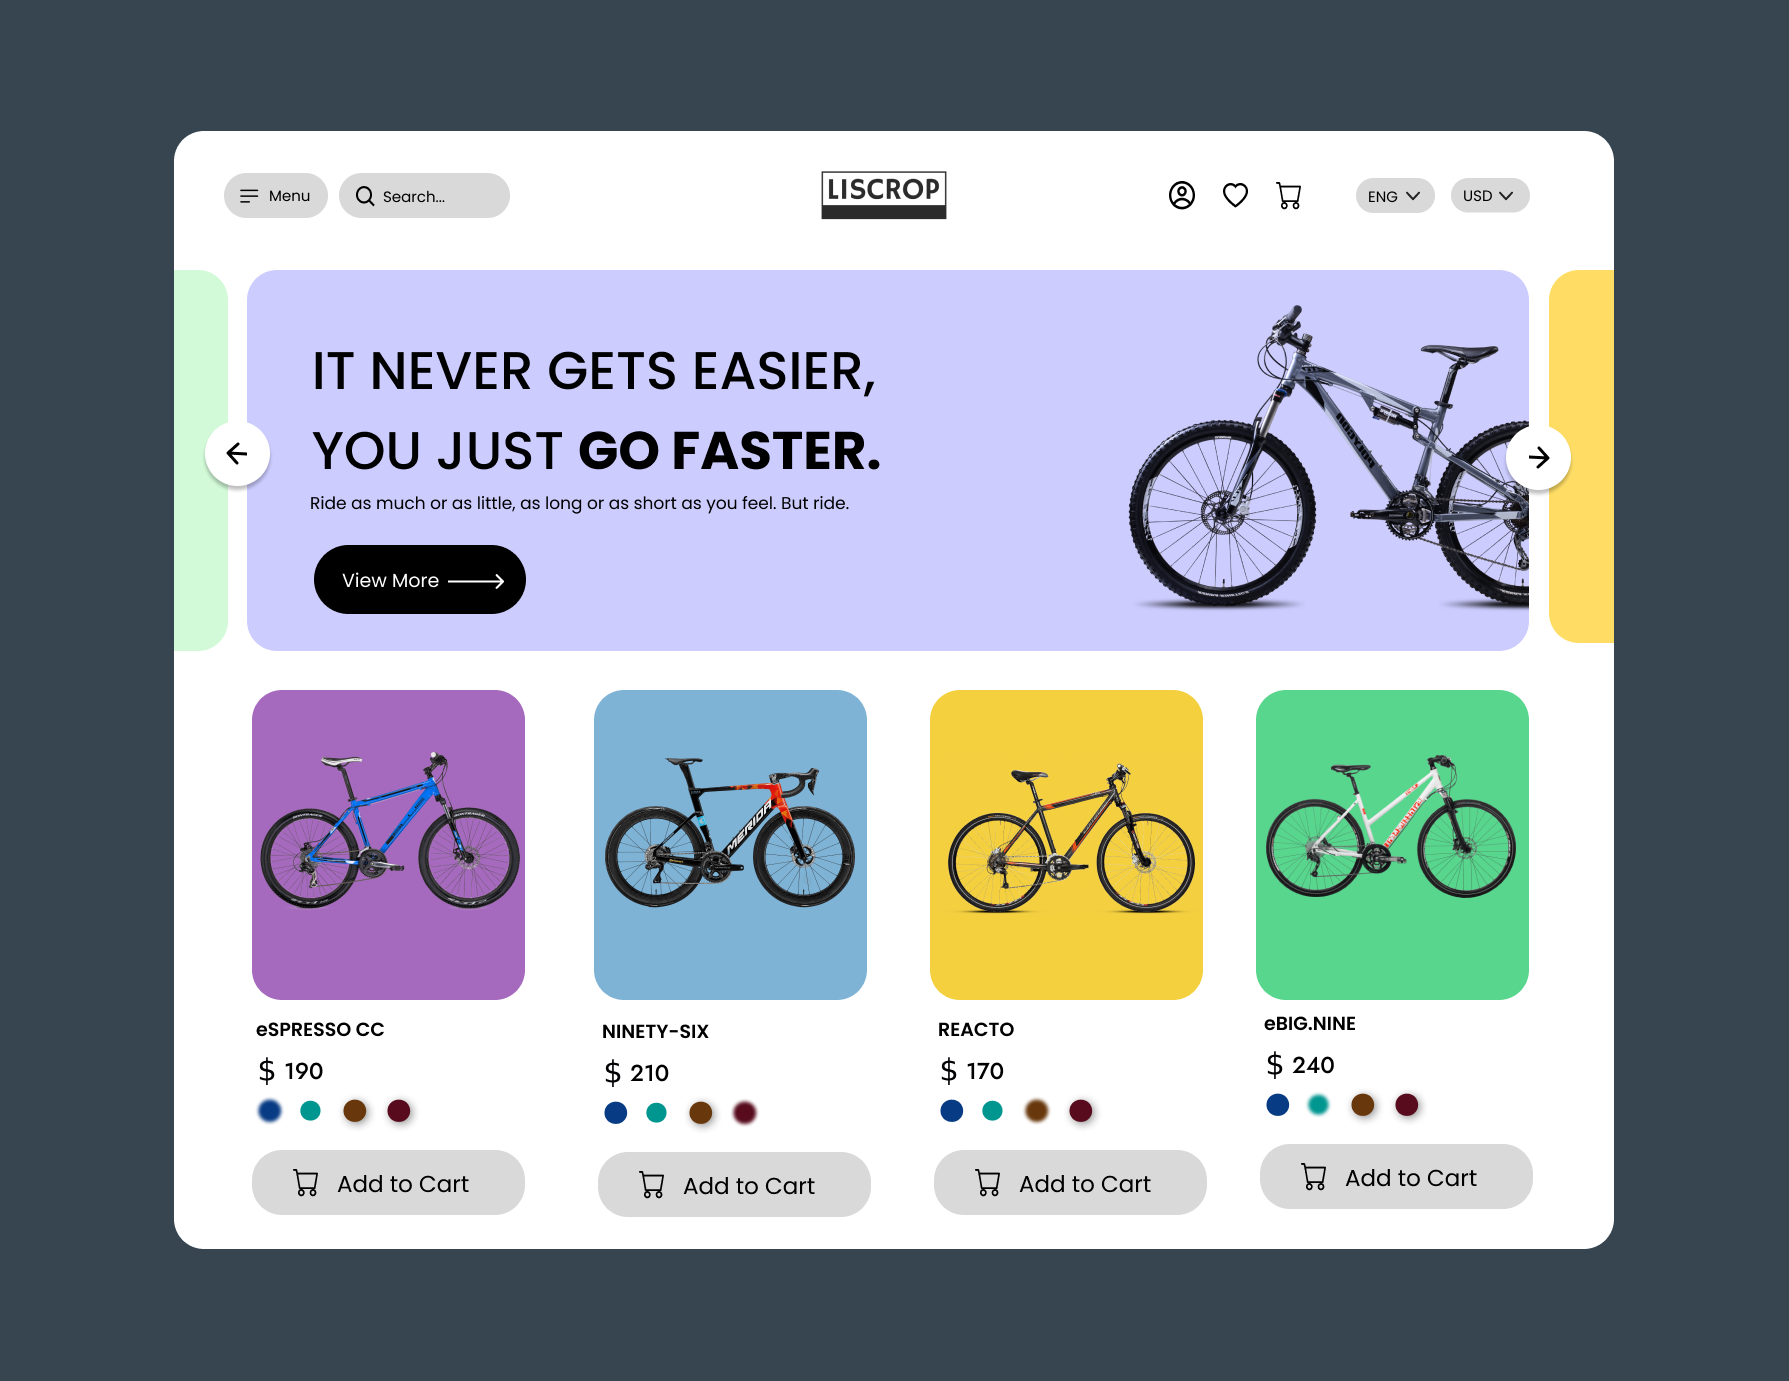 Menu
Search...
LISCROP
ENG
USD
IT NEVER GETS EASIER,
YOU JUST GO FASTER.
Ride as much or as little, as long or as short as you feel. But ride.
View More
MERIDA
eSPRESSO CC
$ 190
Add to Cart
NINETY-SIX
$ 210
Add to Cart
REACTO
$ 170
Add to Cart
eBIG.NINE
$ 240
Add to Cart